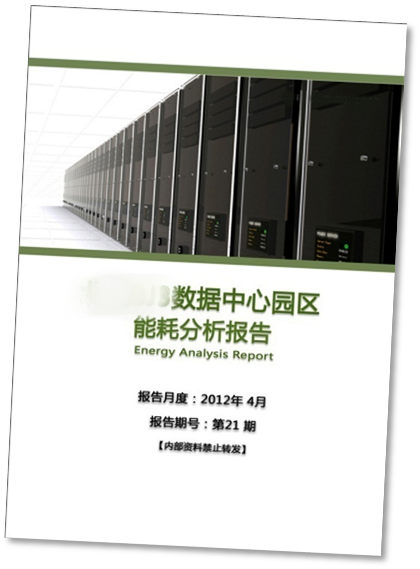 数据中心园区
能耗分析报告
Energy Analysis Report
报告月度：2012年 4月
报告期号：第21 期
【内部资料禁止转发】